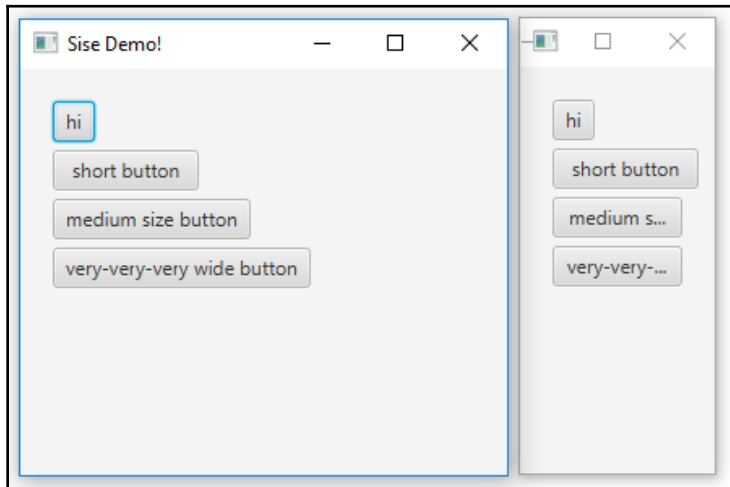 Sise Demo!
hi
short button
medium size button
very-very-very wide button
hi
short button
medium s...
very-very-...